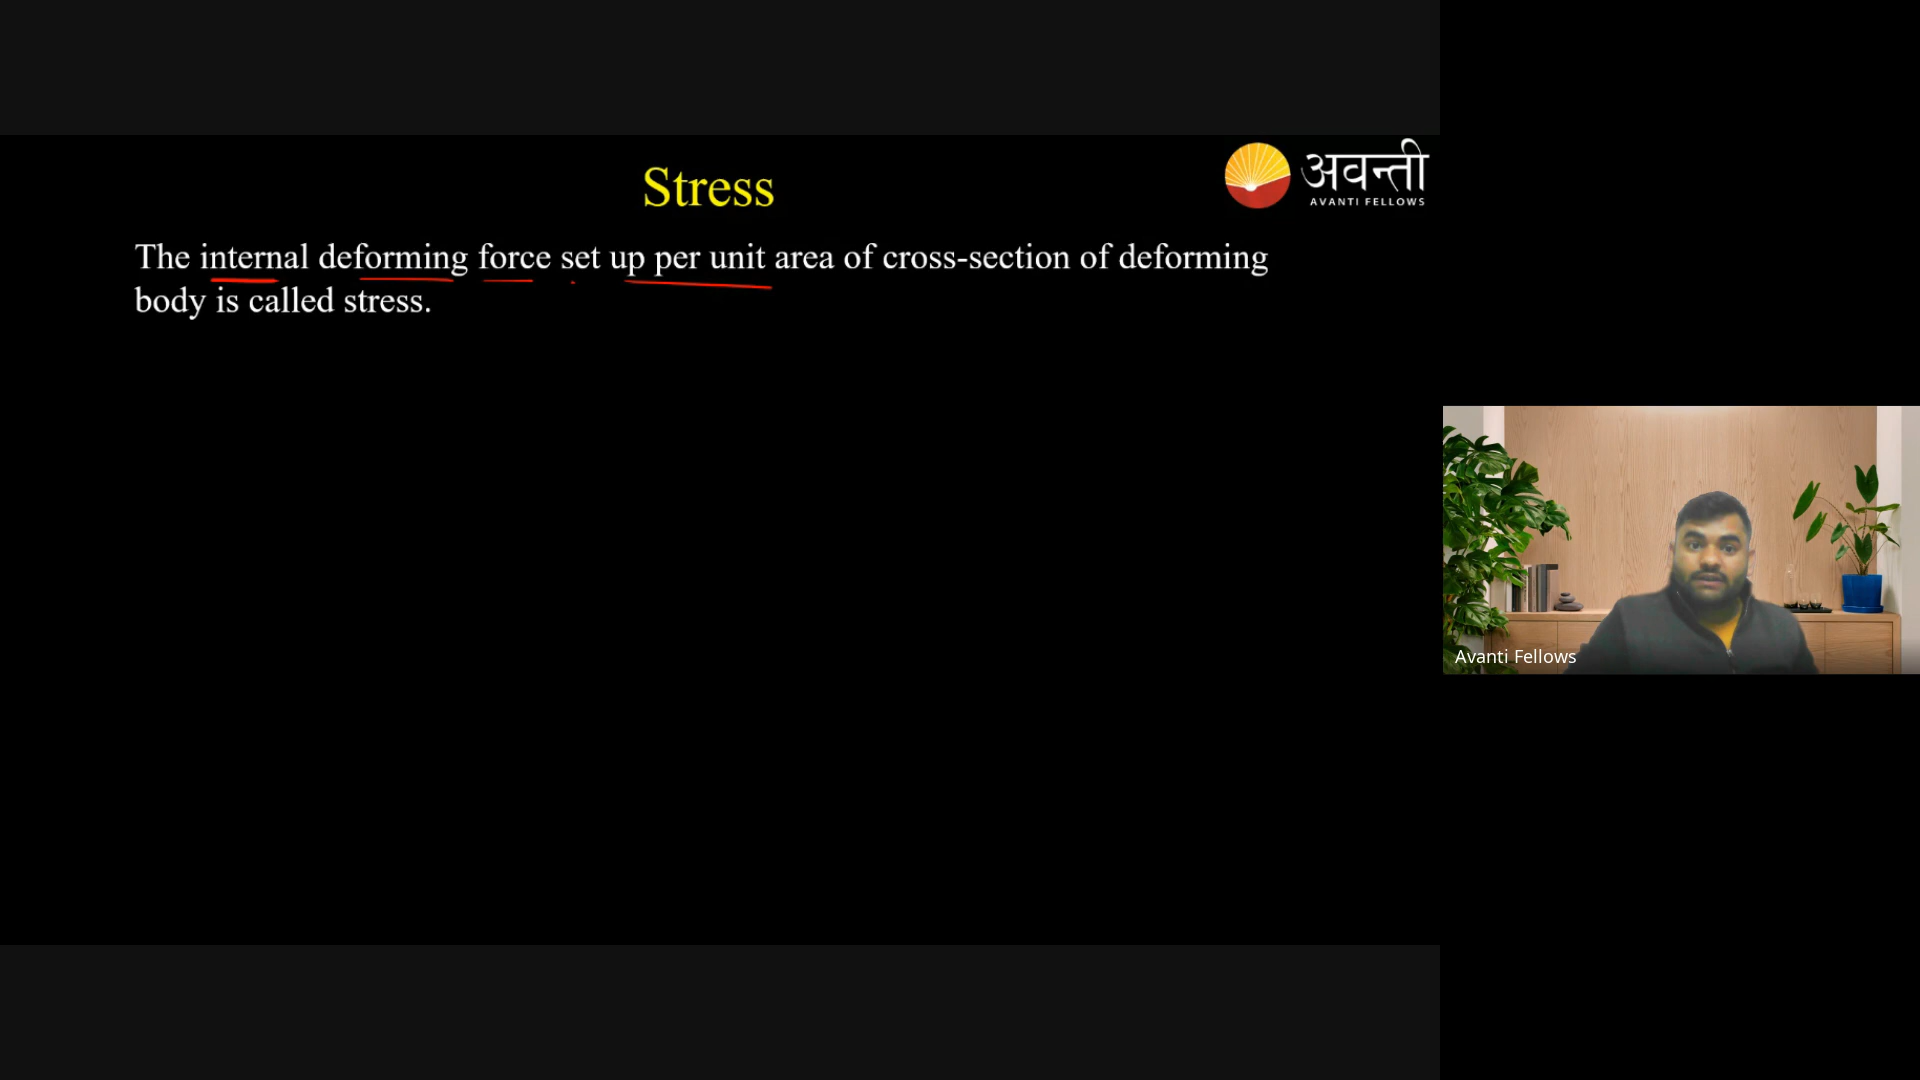 Stress
अवन्ती
AVANTI FELLOWS
The internal deforming force set up per unit area of cross-section of deforming
body is called stress.
Avanti Fellows